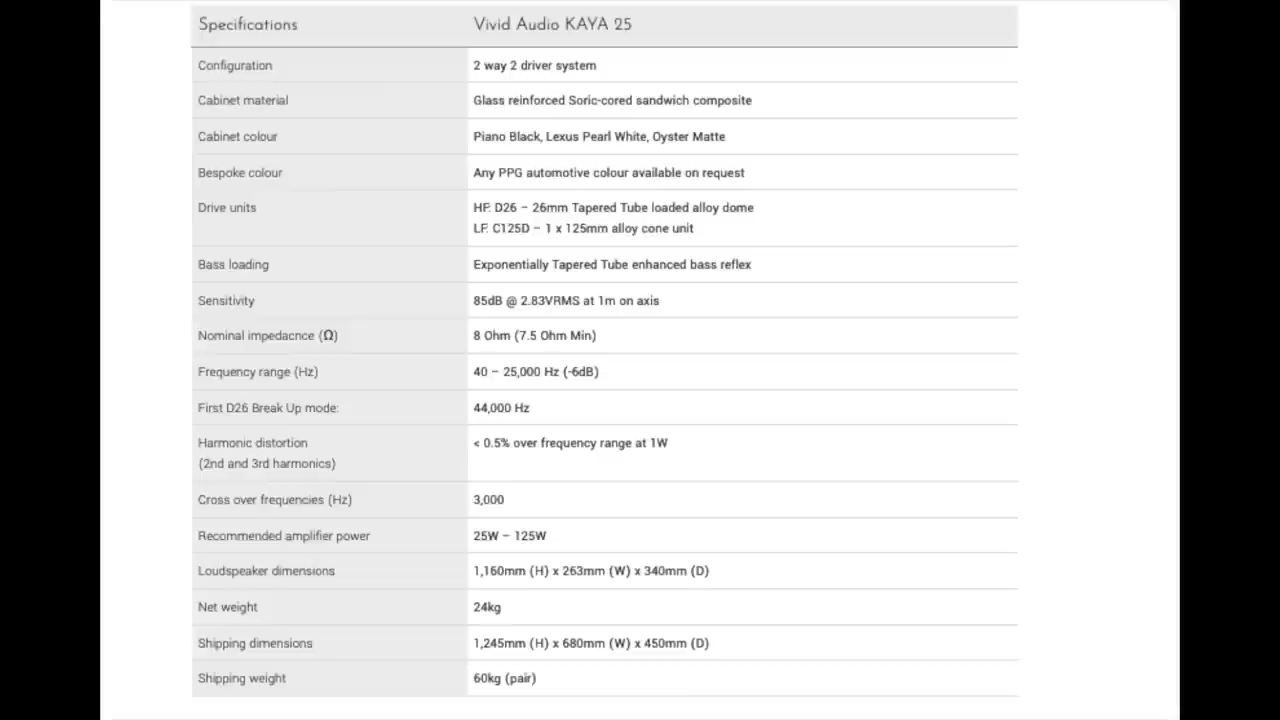 Specifications Vivid Audio KAYA 25
Configuration 2 way 2 driver system
Cabinet material Glass reinforced Soric-cored sandwich composite
Cabinet colour Piano Black, Lexus Pearl White, Oyster Matte
Bespoke colour Any PPG automotive colour available on request
Drive units HF: D26 – 26mm Tapered Tube loaded alloy dome
LF: C125D – 1 x 125mm alloy cone unit
Bass loading Exponentially Tapered Tube enhanced bass reflex
Sensitivity 85dB @ 2.83VRMS at 1m on axis
Nominal impedacnce (Ω) 8 Ohm (7.5 Ohm Min)
Frequency range (Hz) 40 – 25,000 Hz (-6dB)
First D26 Break Up mode: 44,000 Hz
Harmonic distortion < 0.5% over frequency range at 1W
(2nd and 3rd harmonics)
Cross over frequencies (Hz) 3,000
Recommended amplifier power 25W – 125W
Loudspeaker dimensions 1,160mm (H) x 263mm (W) x 340mm (D)
Net weight 24kg
Shipping dimensions 1,245mm (H) x 680mm (W) x 450mm (D)
Shipping weight 60kg (pair)